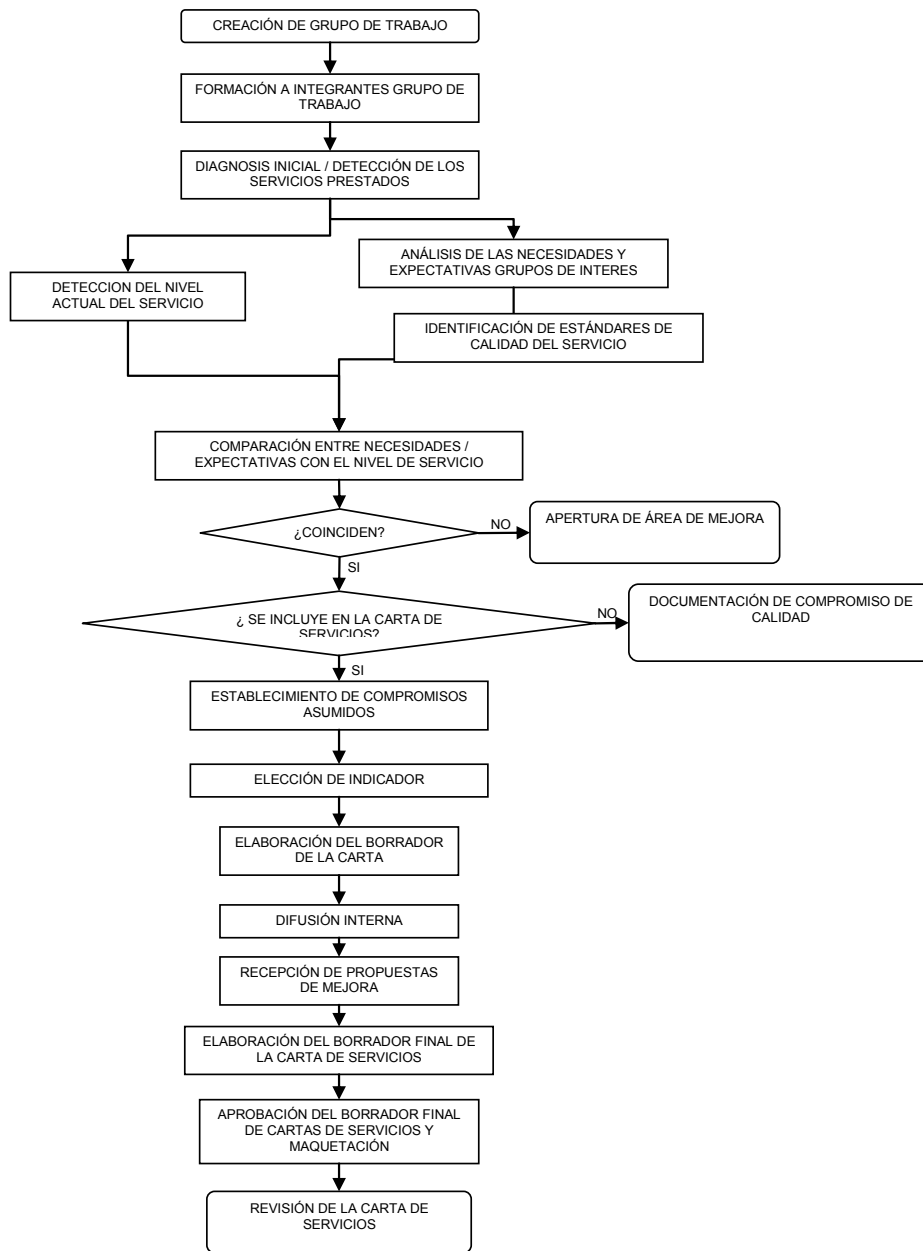 CREACIÓN DE GRUPO DE TRABAJO
FORMACIÓN A INTEGRANTES GRUPO DE
TRABAJO
DIAGNOSIS INICIAL / DETECCIÓN DE LOS
SERVICIOS PRESTADOS
ANÁLISIS DE LAS NECESIDADES Y
EXPECTATIVAS GRUPOS DE INTERES
DETECCION DEL NIVEL
ACTUAL DEL SERVICIO
IDENTIFICACIÓN DE ESTÁNDARES DE
CALIDAD DEL SERVICIO
COMPARACIÓN ENTRE NECESIDADES /
EXPECTATIVAS CON EL NIVEL DE SERVICIO
¿COINCIDEN?
NO
APERTURA DE ÁREA DE MEJORA
SI
¿ SE INCLUYE EN LA CARTA DE
SERVICIOS?
NO
DOCUMENTACIÓN DE COMPROMISO DE
CALIDAD
SI
ESTABLECIMIENTO DE COMPROMISOS
ASUMIDOS
ELECCIÓN DE INDICADOR
ELABORACIÓN DEL BORRADOR
DE LA CARTA
DIFUSIÓN INTERNA
RECEPCIÓN DE PROPUESTAS
DE MEJORA
ELABORACIÓN DEL BORRADOR FINAL DE
LA CARTA DE SERVICIOS
APROBACIÓN DEL BORRADOR FINAL
DE CARTAS DE SERVICIOS Y
MAQUETACIÓN
REVISIÓN DE LA CARTA DE
SERVICIOS